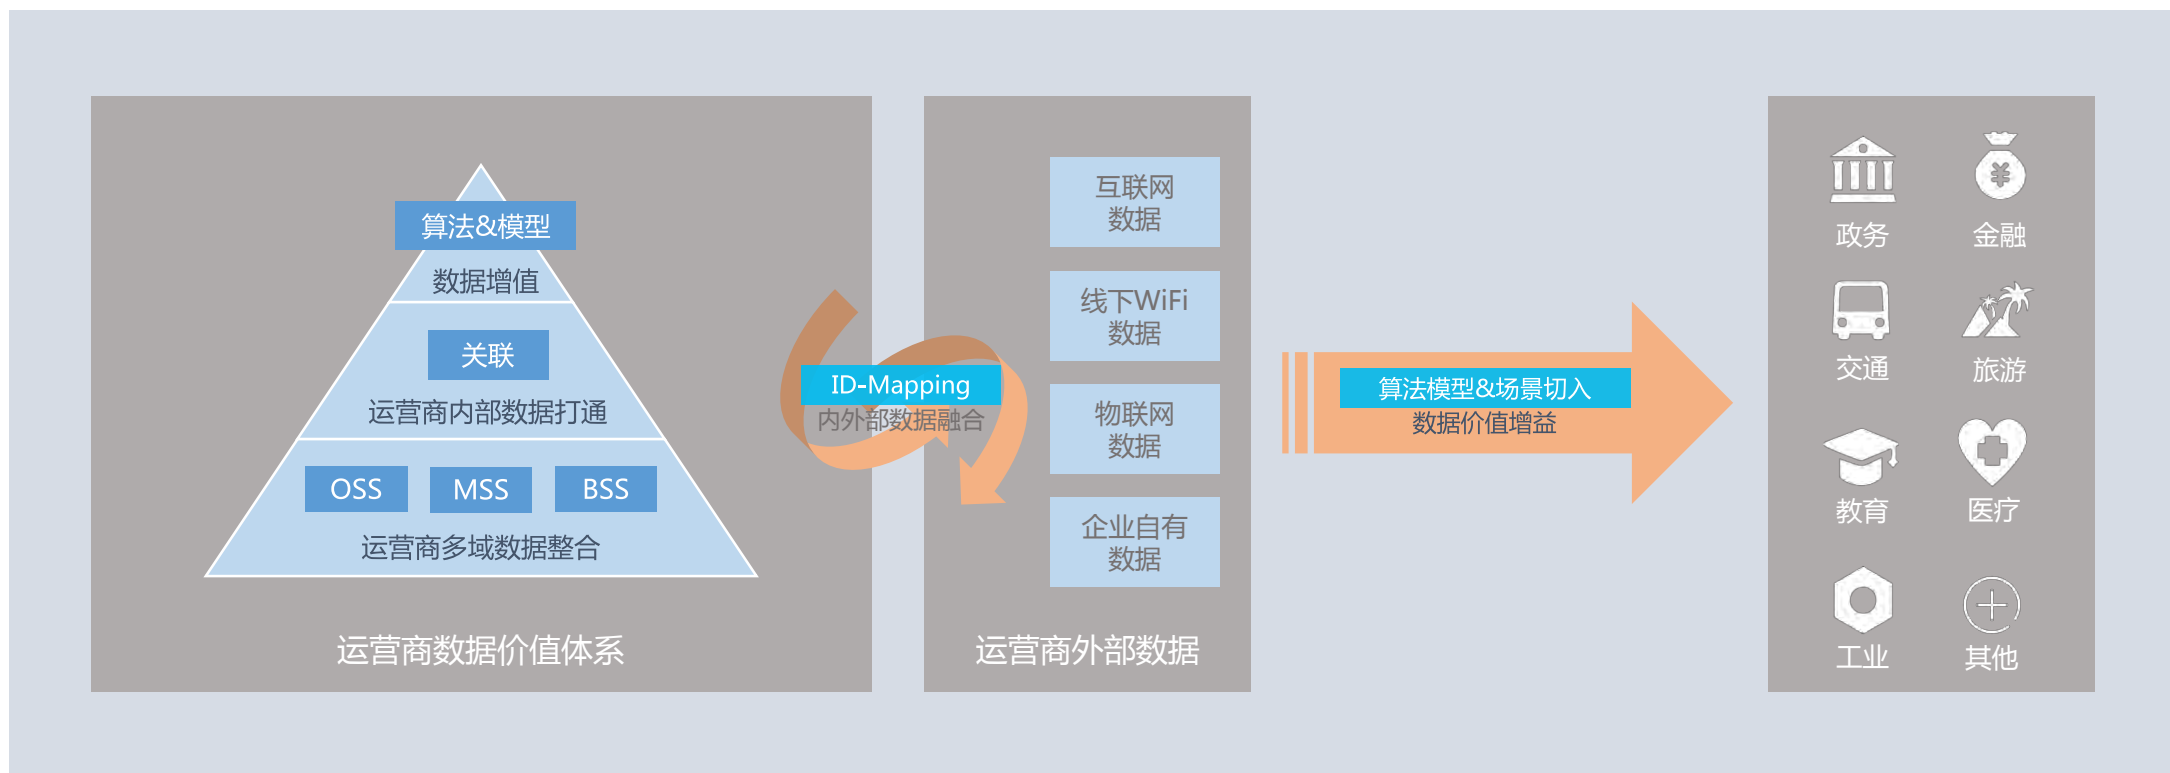 算法&模型
数据增值
关联
运营商内部数据打通
OSS
MSS
BSS
运营商多域数据整合
运营商数据价值体系
ID-Mapping
内外部数据融合
互联网
数据
线下WiFi
数据
物联网
数据
企业自有
数据
运营商外部数据
算法模型&场景切入
数据价值增益
政务
金融
交通
旅游
教育
医疗
工业
其他